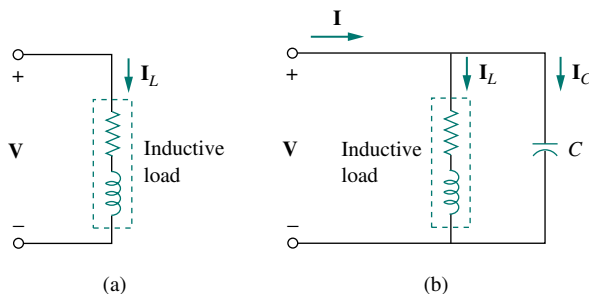 I
I_L
I_L
I_C
+
+
V
Inductive
load
V
Inductive
load
C
−
−
(a)
(b)